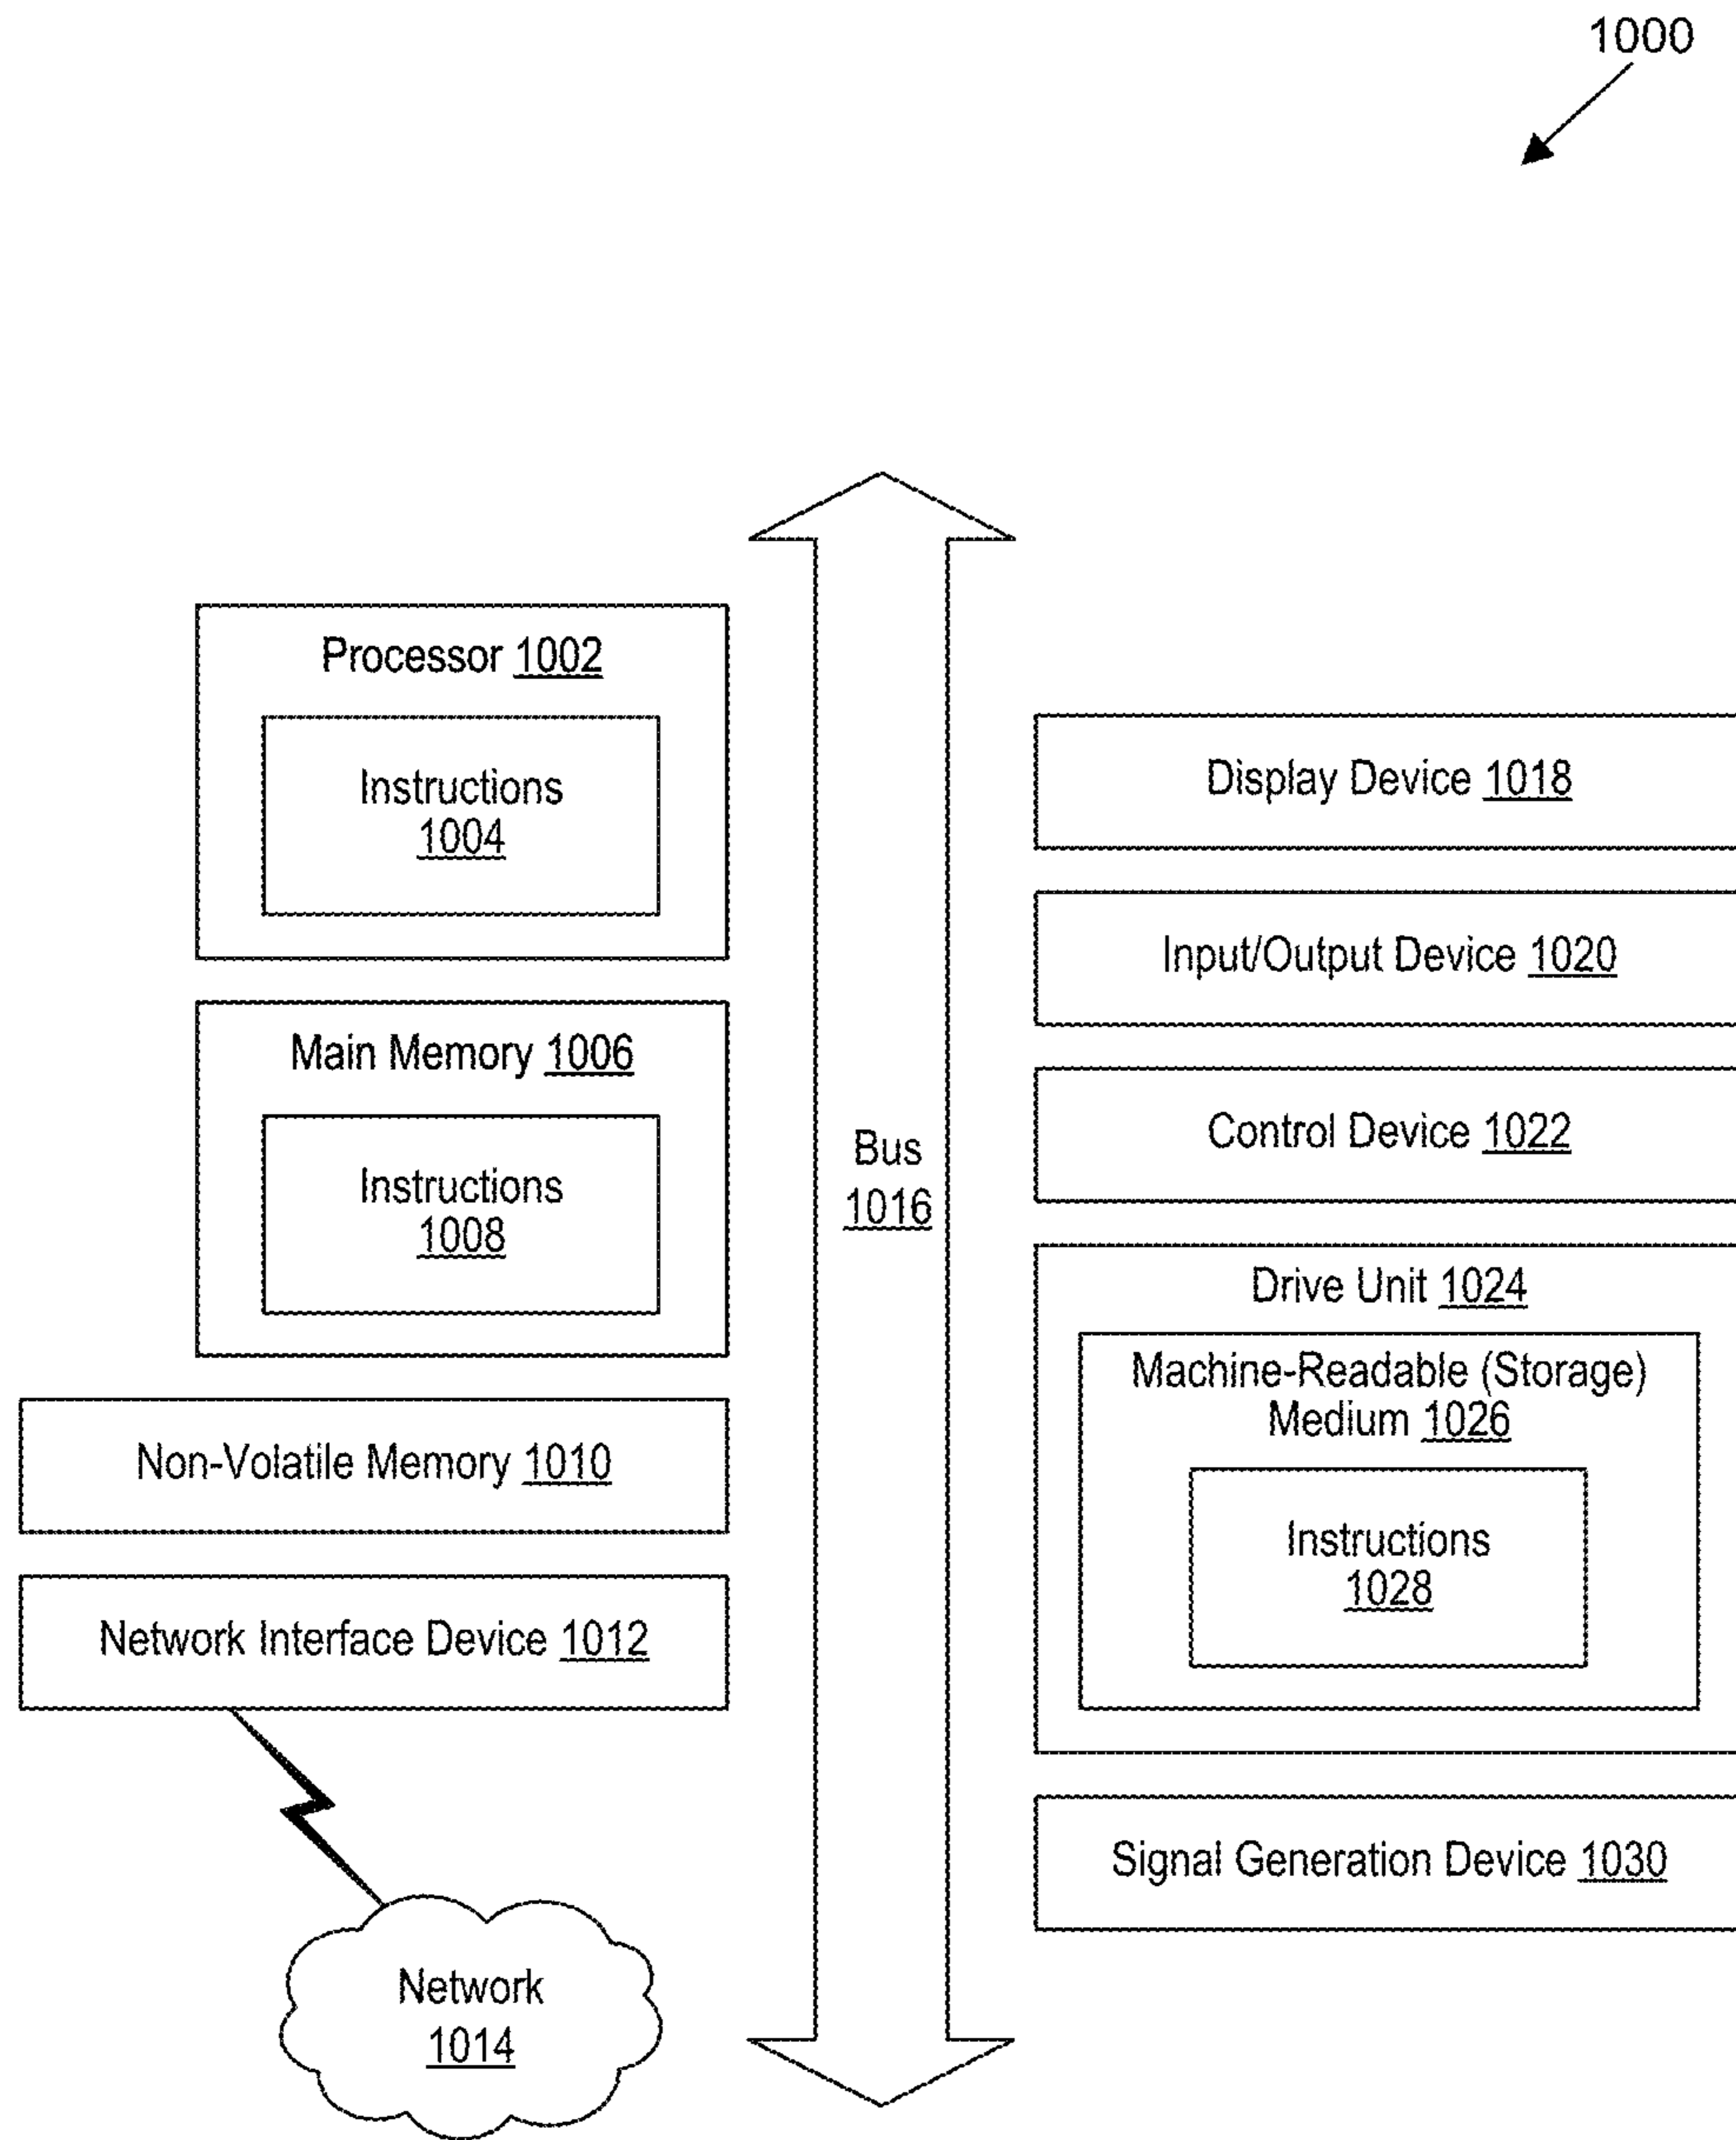 1000
Processor 1002
Instructions
1004
Main Memory 1006
Instructions
1008
Non-Volatile Memory 1010
Network Interface Device 1012
Network
1014
Bus
1016
Display Device 1018
Input/Output Device 1020
Control Device 1022
Drive Unit 1024
Machine-Readable (Storage)
Medium 1026
Instructions
1028
Signal Generation Device 1030